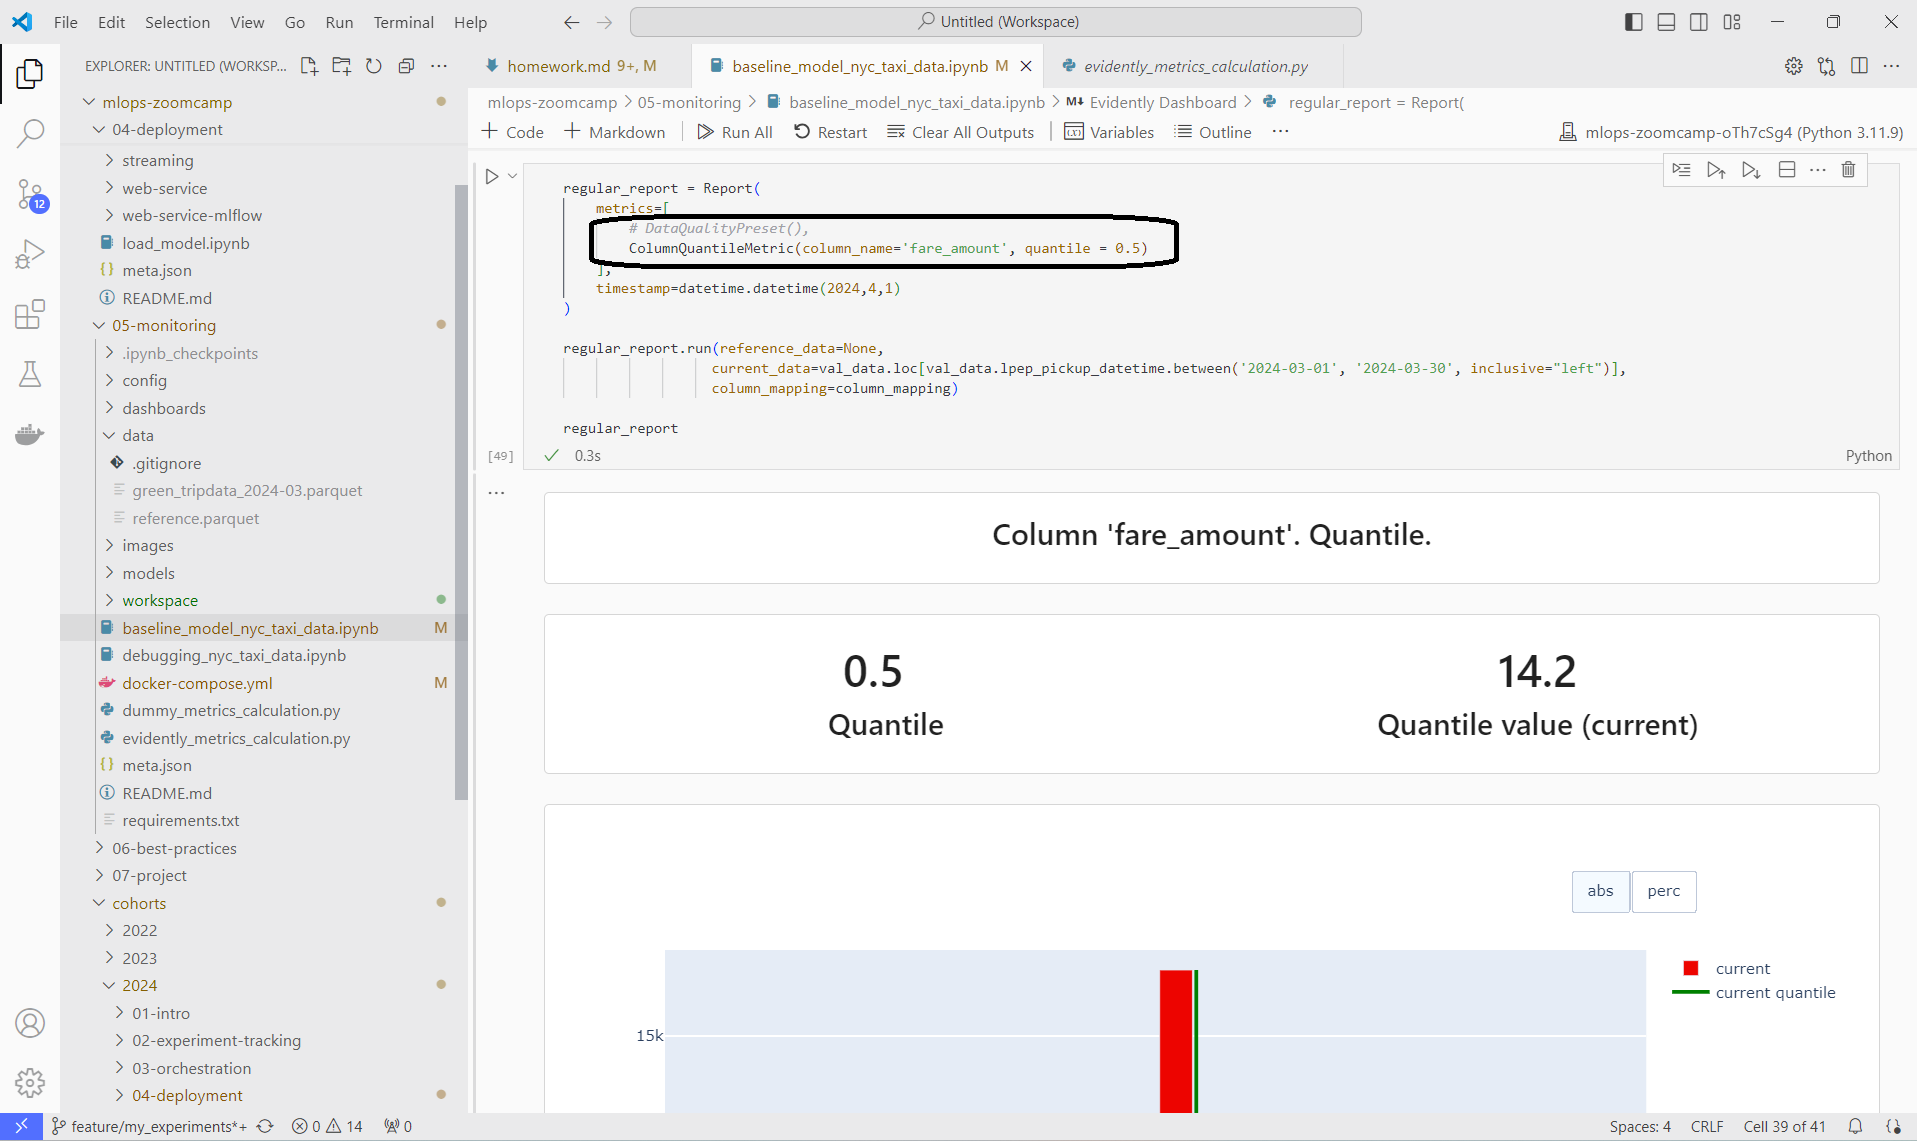 File Edit Selection View Go Run Terminal Help
Untitled (Workspace)
EXPLORER: UNTITLED (WORKSP...
mlops-zoomcamp
04-deployment
streaming
web-service
web-service-mlflow
load_model.ipynb
meta.json
README.md
05-monitoring
.ipynb_checkpoints
config
dashboards
data
.gitignore
green_tripdata_2024-03.parquet
reference.parquet
images
models
workspace
baseline_model_nyc_taxi_data.ipynb M
debugging_nyc_taxi_data.ipynb
docker-compose.yml M
dummy_metrics_calculation.py
evidently_metrics_calculation.py
meta.json
README.md
requirements.txt
06-best-practices
07-project
cohorts
2022
2023
2024
01-intro
02-experiment-tracking
03-orchestration
04-deployment
12
homework.md 9+, M
baseline_model_nyc_taxi_data.ipynb M
evidently_metrics_calculation.py
mlops-zoomcamp > 05-monitoring > baseline_model_nyc_taxi_data.ipynb > M↓ Evidently Dashboard > regular_report = Report(
+ Code + Markdown Run All Restart Clear All Outputs Variables Outline ...
mlops-zoomcamp-oTh7cSg4 (Python 3.11.9)
regular_report = Report(
metrics=[
# DataQualityPreset(),
ColumnQuantileMetric(column_name='fare_amount', quantile = 0.5)
],
timestamp=datetime.datetime(2024,4,1)
)
regular_report.run(reference_data=None,
current_data=val_data.loc[val_data.lpep_pickup_datetime.between('2024-03-01', '2024-03-30', inclusive="left")],
column_mapping=column_mapping)
regular_report
[49] 0.3s
Python
Column 'fare_amount'. Quantile.
0.5
Quantile
14.2
Quantile value (current)
abs perc
current
current quantile
15k
feature/my_experiments*+ 0 14 0
Spaces: 4 CRLF Cell 39 of 41